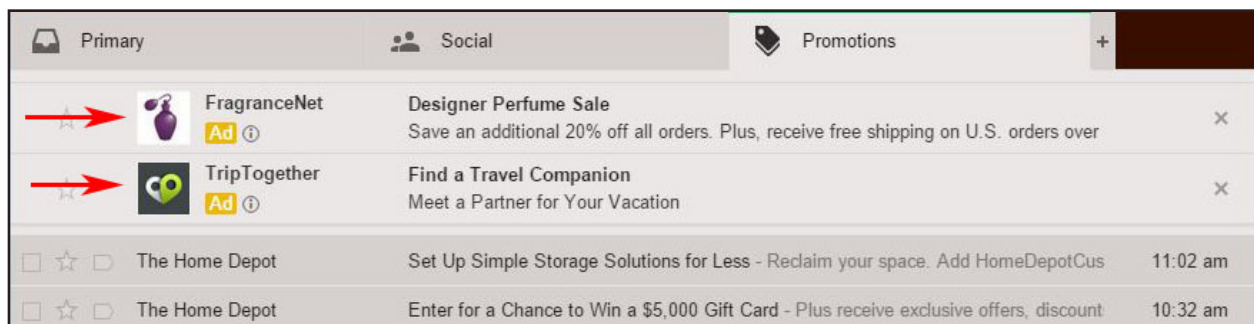 Primary Social Promotions +
FragranceNet Designer Perfume Sale
Ad Save an additional 20% off all orders. Plus, receive free shipping on U.S. orders over
TripTogether Find a Travel Companion
Ad Meet a Partner for Your Vacation
The Home Depot Set Up Simple Storage Solutions for Less - Reclaim your space. Add HomeDepotCus 11:02 am
The Home Depot Enter for a Chance to Win a $5,000 Gift Card - Plus receive exclusive offers, discount 10:32 am